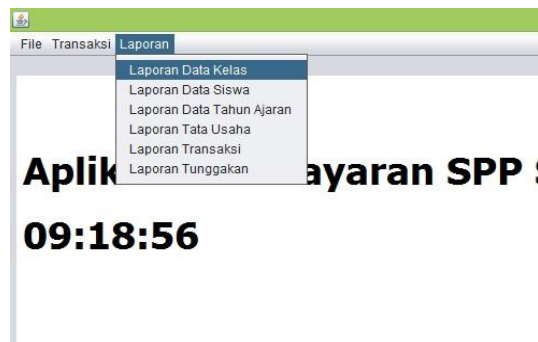 File Transaksi Laporan
Laporan Data Kelas
Laporan Data Siswa
Laporan Data Tahun Ajaran
Laporan Tata Usaha
Laporan Transaksi
Laporan Tunggakan
Aplik ayaran SPP S
09:18:56